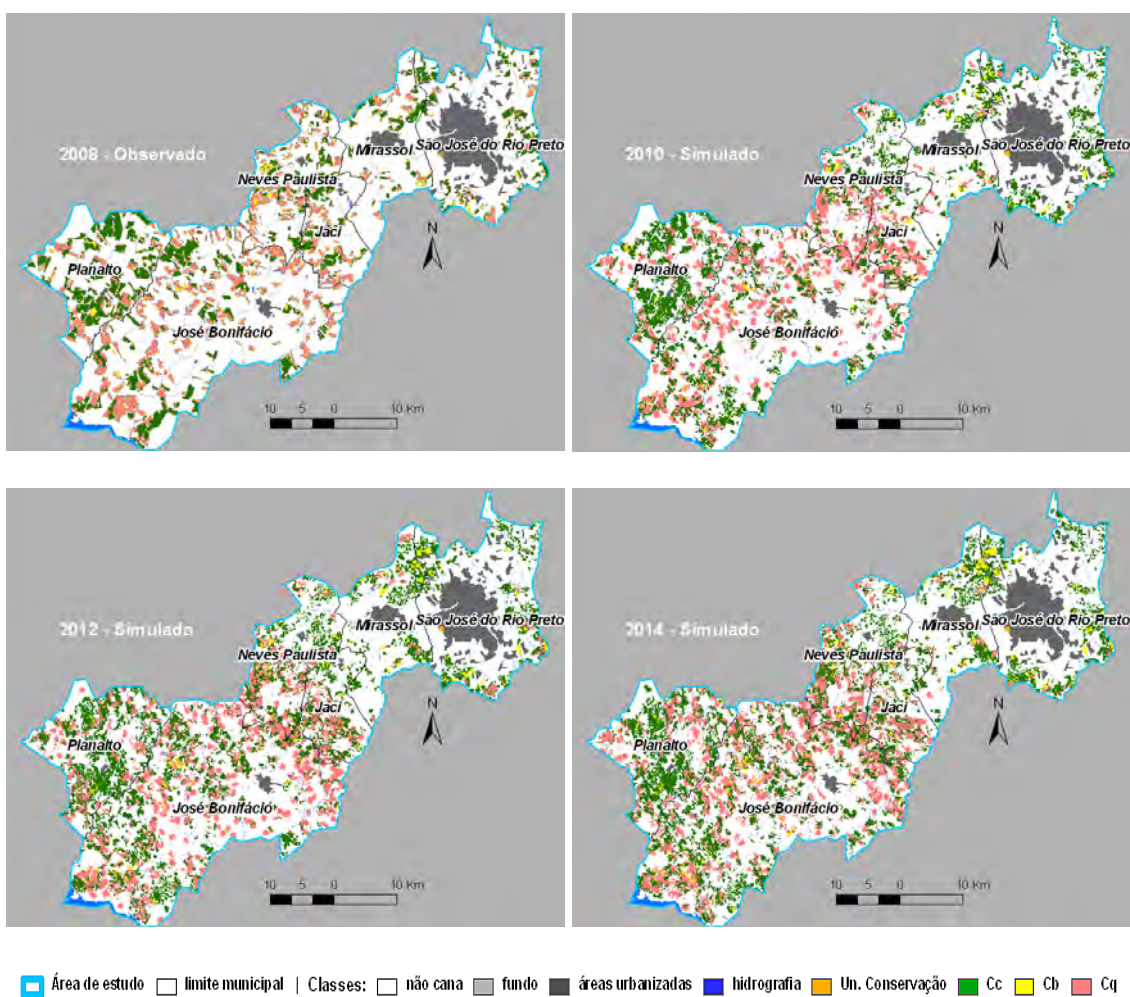 2008 - Observado
Mirassol
São José do Rio Preto
Neves Paulista
Jaci
N
Planalto
José Bonifácio
10 5 0 10 Km
2010 - Simulado
Mirassol
São José do Rio Preto
Neves Paulista
Jaci
N
Planalto
José Bonifácio
10 5 0 10 Km
2012 - Simulado
Mirassol
São José do Rio Preto
Neves Paulista
Jaci
N
Planalto
José Bonifácio
10 5 0 10 Km
2014 - Simulado
Mirassol
São José do Rio Preto
Neves Paulista
Jaci
N
Planalto
José Bonifácio
10 5 0 10 Km
Área de estudo limite municipal | Classes: não cana fundo áreas urbanizadas hidrografia Un. Conservação Cc Cb Cq